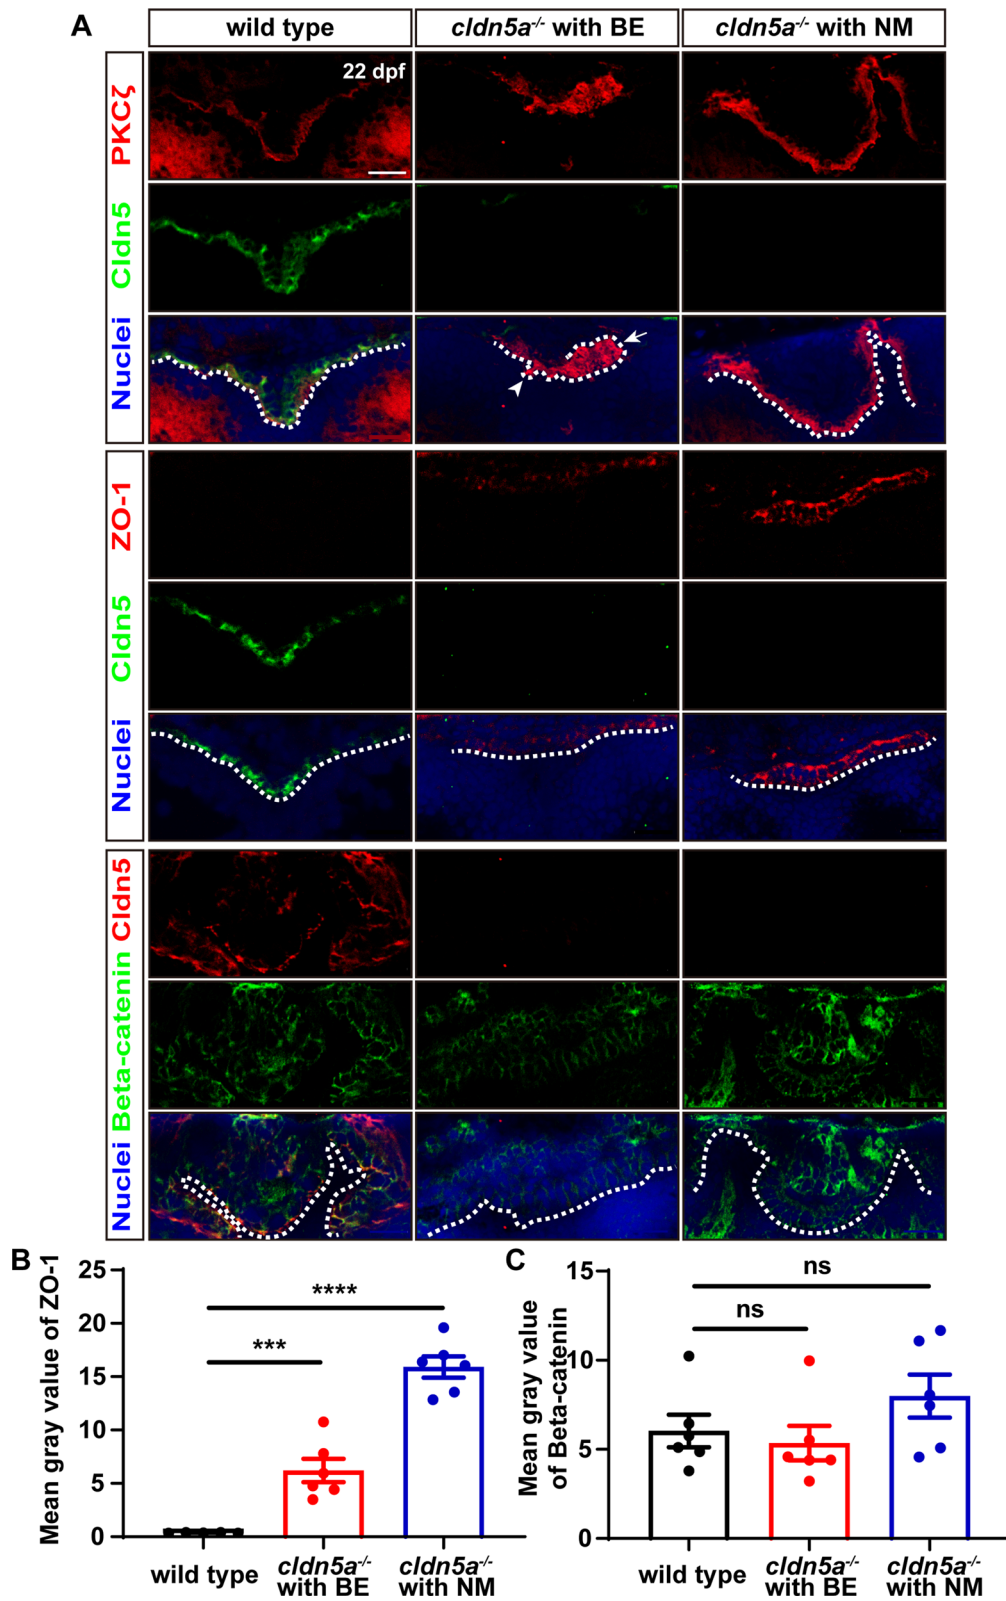 A
wild type
cldn5a-/- with BE
cldn5a-/- with NM
PKCζ
22 dpf
Cldn5
Nuclei
ZO-1
Cldn5
Nuclei
Nuclei Beta-catenin Cldn5
B
Mean gray value of ZO-1
25
20
15
10
5
0
****
***
wild type
cldn5a-/-
with BE
cldn5a-/-
with NM
C
Mean gray value
of Beta-catenin
15
10
5
0
ns
ns
wild type
cldn5a-/-
with BE
cldn5a-/-
with NM